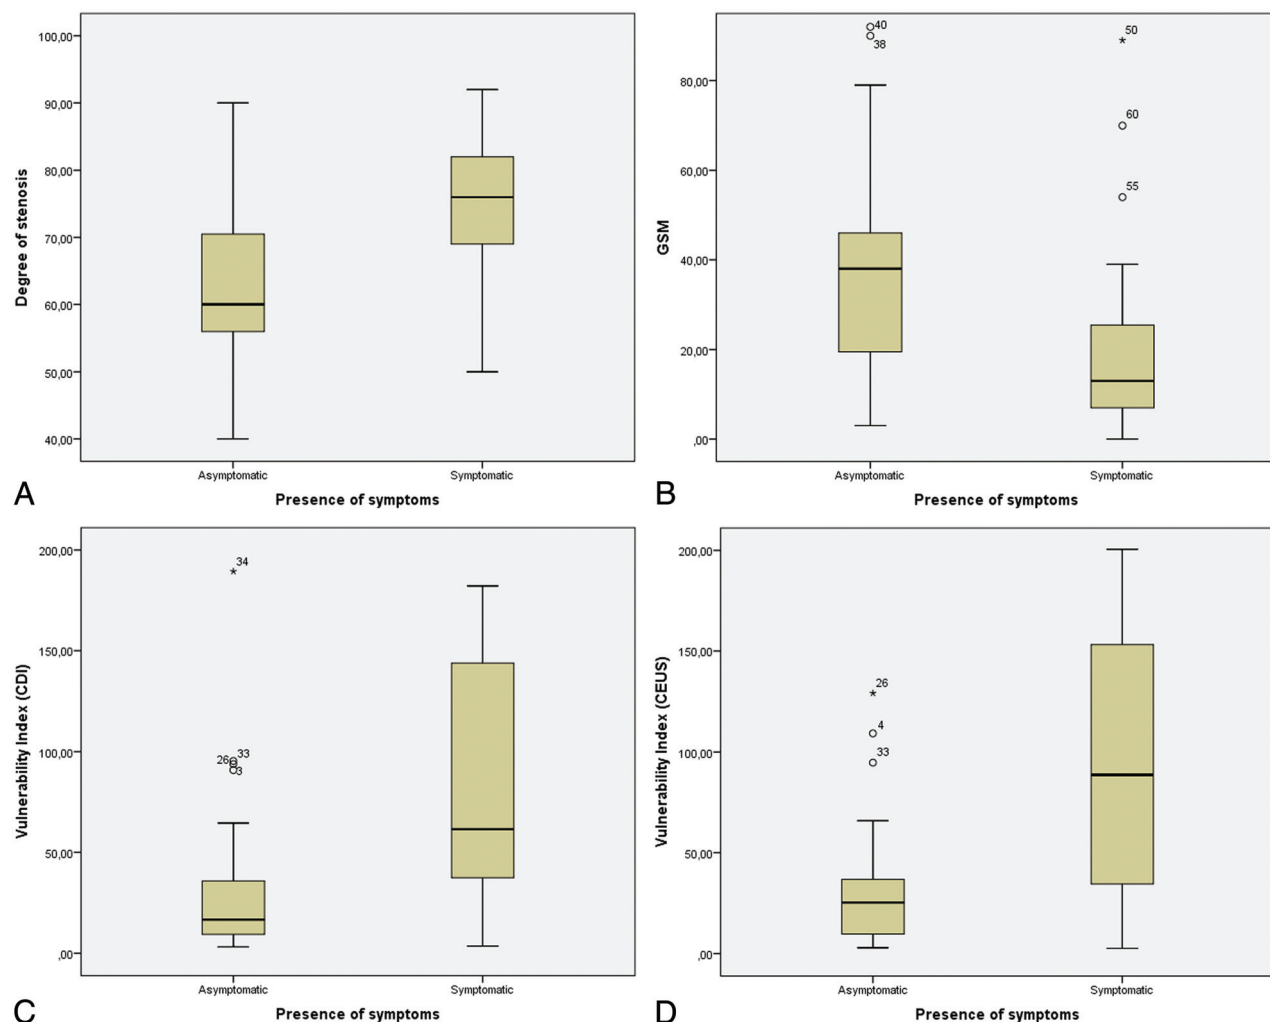 Degree of stenosis
100,00
90,00
80,00
70,00
60,00
50,00
40,00
Asymptomatic Symptomatic
Presence of symptoms
A
GSM
80,00
60,00
40,00
20,00
,00
40
38
50
60
55
Asymptomatic Symptomatic
Presence of symptoms
B
Vulnerability Index (CDI)
200,00
150,00
100,00
50,00
,00
34
26 33
3
Asymptomatic Symptomatic
Presence of symptoms
C
Vulnerability Index (CEUS)
200,00
150,00
100,00
50,00
,00
26
4
33
Asymptomatic Symptomatic
Presence of symptoms
D